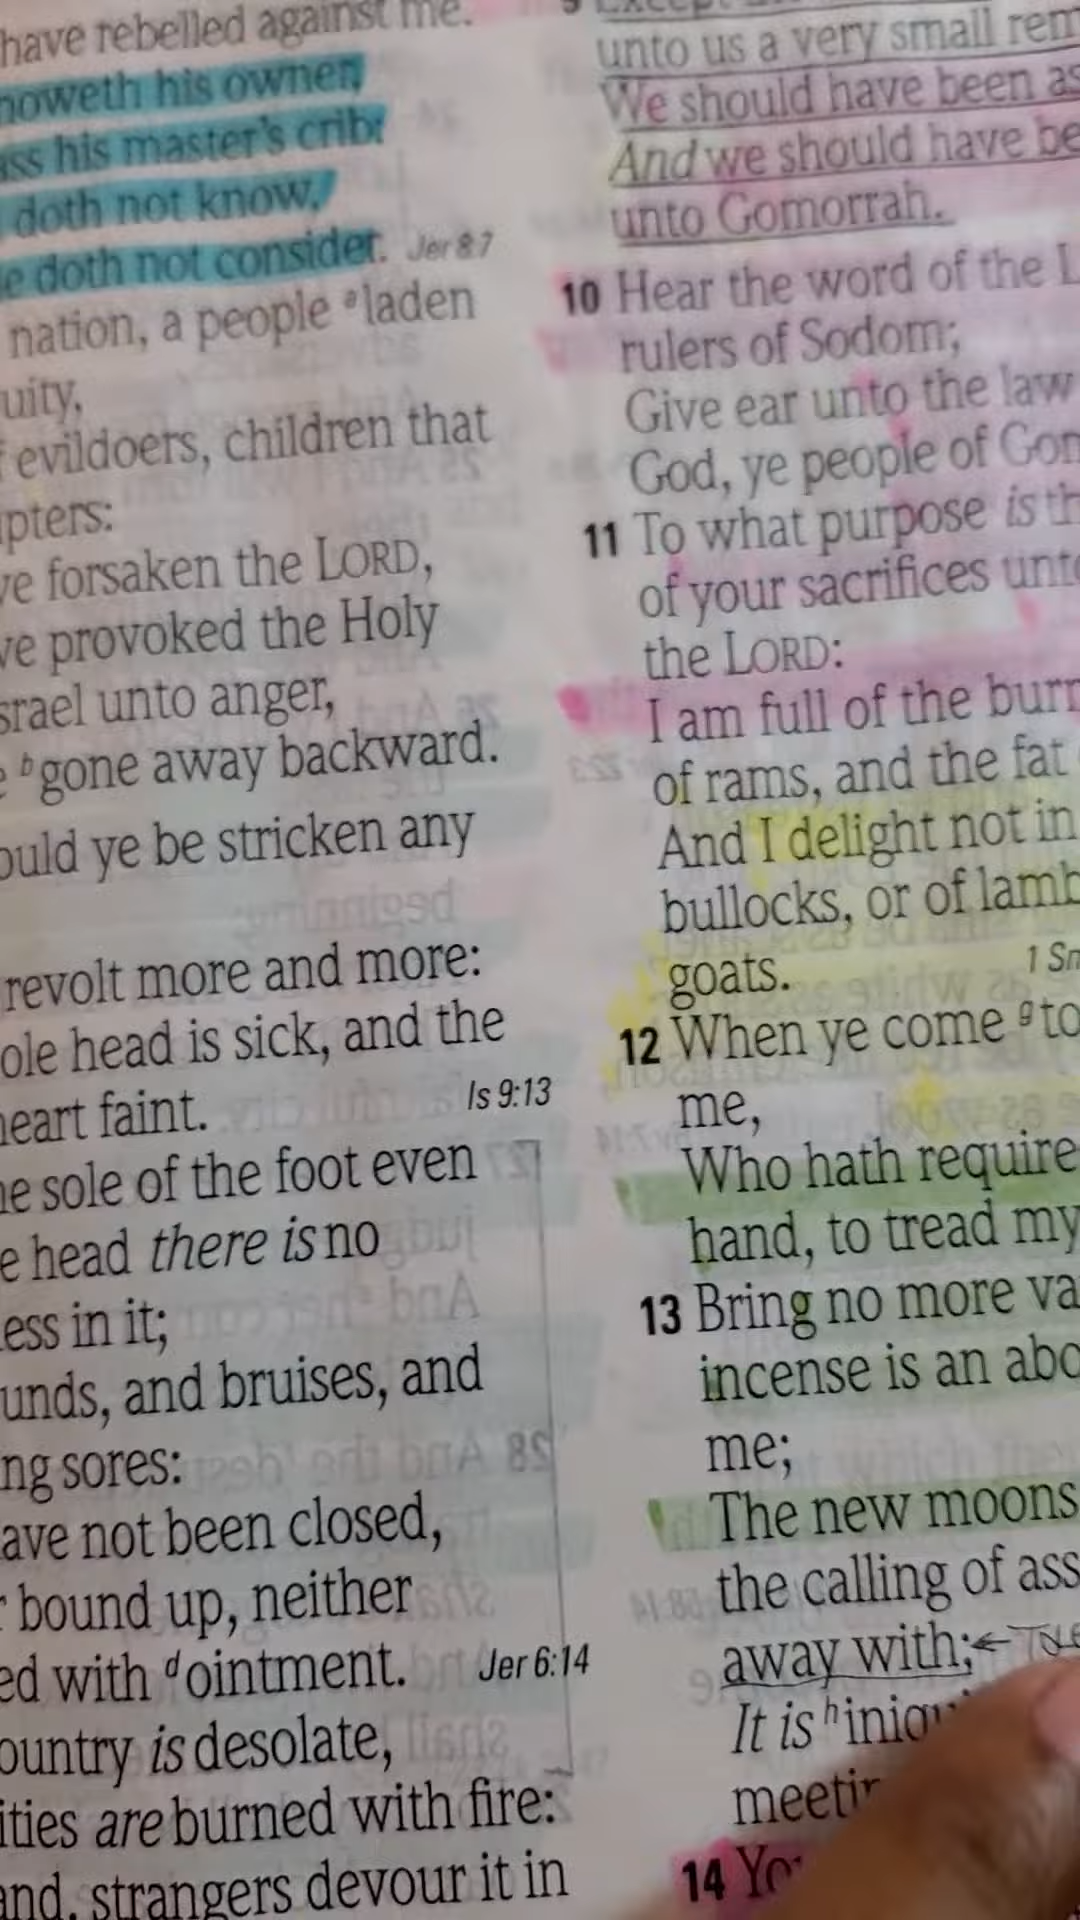 have rebelled against me.
noweth his owner,
ass his master's crib:
doth not know,
doth not consider. Jer 8:7
nation, a people ᵃladen
uity,
evildoers, children that
pters:
ve forsaken the LORD,
ve provoked the Holy
srael unto anger,
ᵇgone away backward.
ould ye be stricken any
revolt more and more:
ole head is sick, and the
heart faint. Is 9:13
he sole of the foot even
e head there is no
ess in it;
unds, and bruises, and
ng sores:
ave not been closed,
bound up, neither
ed with ᵈointment. Jer 6:14
ountry is desolate,
ities are burned with fire:
and, strangers devour it in
unto us a very small rem
We should have been as
And we should have be
unto Gomorrah.
10 Hear the word of the L
rulers of Sodom;
Give ear unto the law
God, ye people of Gom
11 To what purpose is th
of your sacrifices unto
the LORD:
I am full of the burn
of rams, and the fat
And I delight not in
bullocks, or of lamb
goats. 1 Sm
12 When ye come ᵍto
me,
Who hath require
hand, to tread my
13 Bring no more va
incense is an abo
me;
The new moons
the calling of ass
away with;←
It is ʰiniqui
meetin
14 You